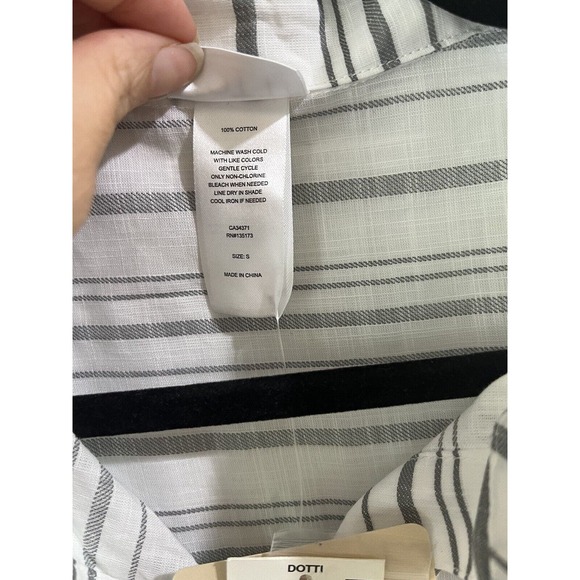 100% COTTON
MACHINE WASH COLD
WITH LIKE COLORS
GENTLE CYCLE
ONLY NON-CHLORINE
BLEACH WHEN NEEDED
LINE DRY IN SHADE
COOL IRON IF NEEDED
CA34371
RN#135173
SIZE: S
MADE IN CHINA
DOTTI